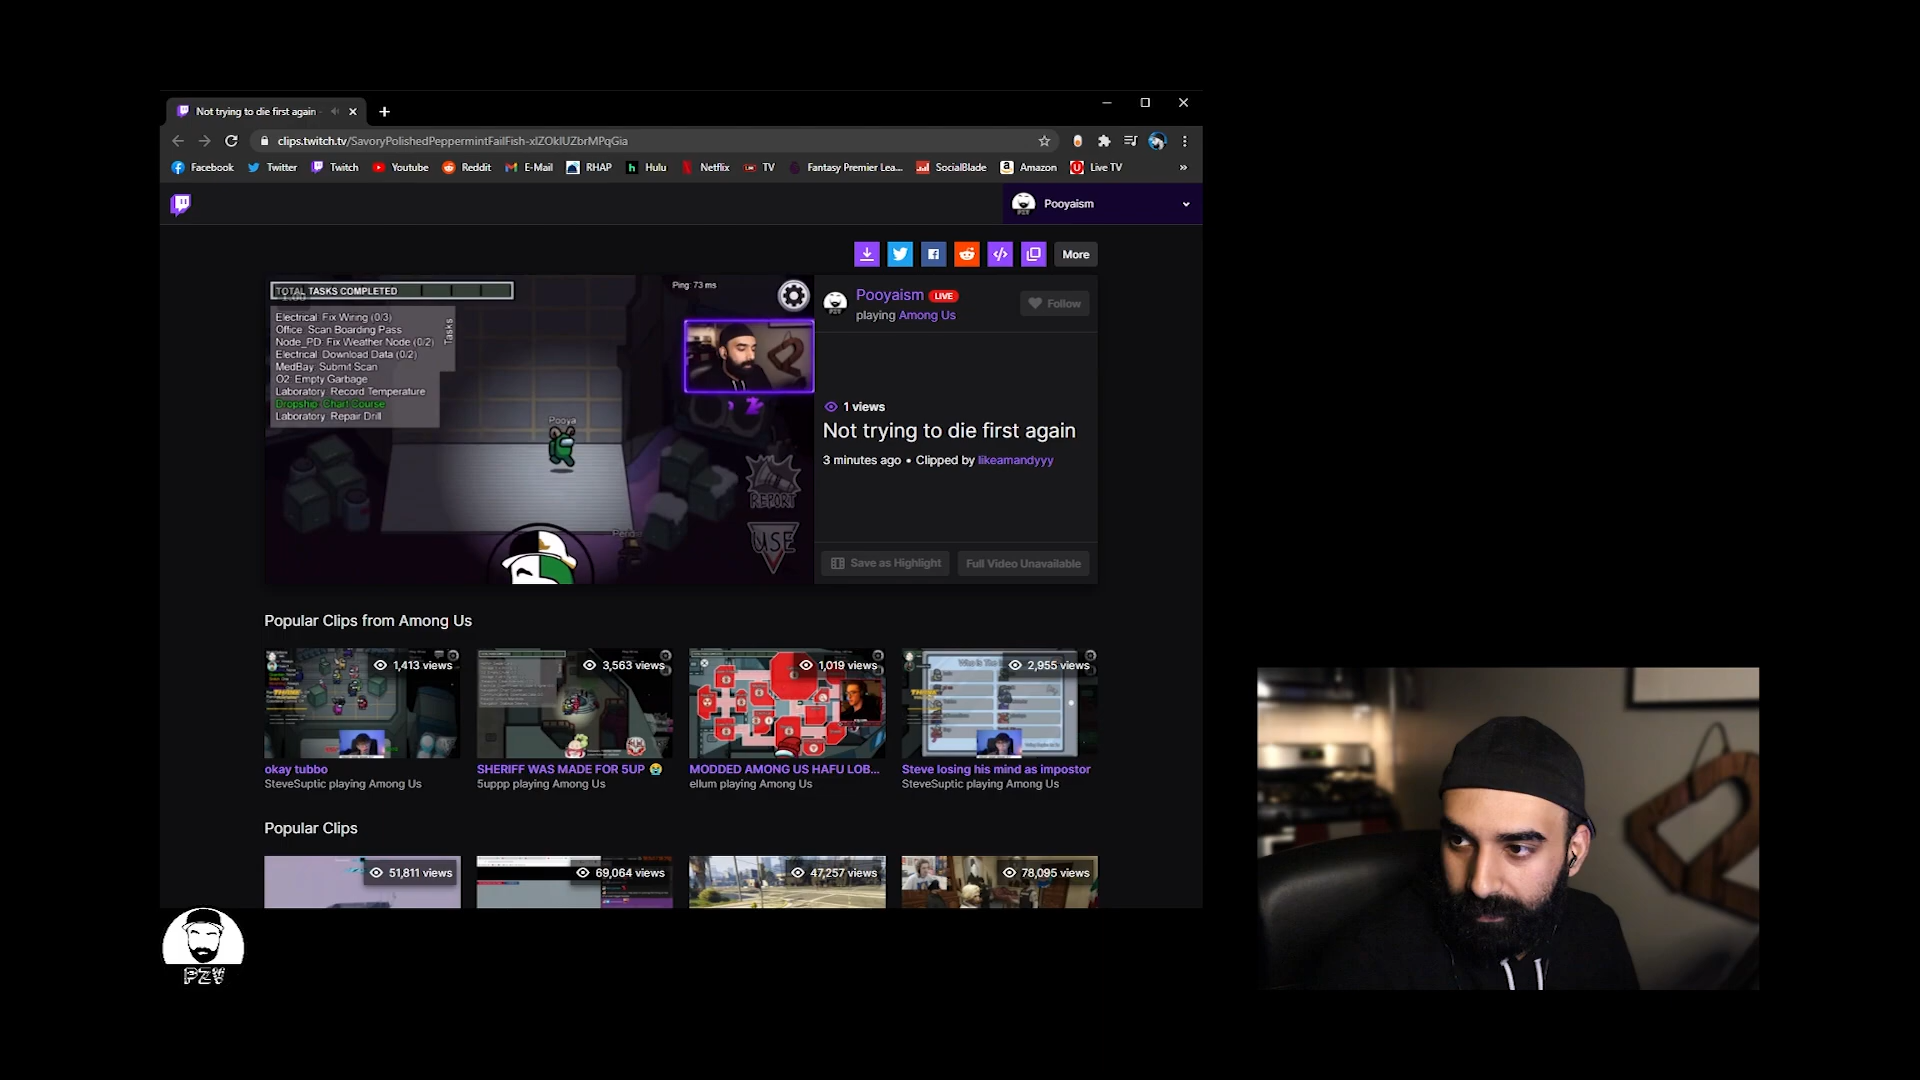 Not trying to die first again
clips.twitch.tv/SavoryPolishedPeppermintFailFish-xlZOklUZbrMPqGia
Facebook Twitter Twitch Youtube Reddit E-Mail RHAP Hulu Netflix TV Fantasy Premier Lea... SocialBlade Amazon Live TV »
Pooyaism
More
TOTAL TASKS COMPLETED
Ping: 73 ms
Electrical: Fix Wiring (0/3)
Office: Scan Boarding Pass
Node_PD: Fix Weather Node (0/2)
Electrical: Download Data (0/2)
MedBay: Submit Scan
O2: Empty Garbage
Laboratory: Record Temperature
Dropship: Chart Course
Laboratory: Repair Drill
Tasks
Pooya
REPORT
USE
Pooyaism LIVE
playing Among Us
Follow
1 views
Not trying to die first again
3 minutes ago • Clipped by likeamandyyy
Save as Highlight Full Video Unavailable
Popular Clips from Among Us
1,413 views 3,563 views 1,019 views 2,955 views
okay tubbo SHERIFF WAS MADE FOR 5UP 😭 MODDED AMONG US HAFU LOB... Steve losing his mind as impostor
SteveSuptic playing Among Us 5uppp playing Among Us ellum playing Among Us SteveSuptic playing Among Us
Popular Clips
51,811 views 69,064 views 47,257 views 78,095 views
PZY